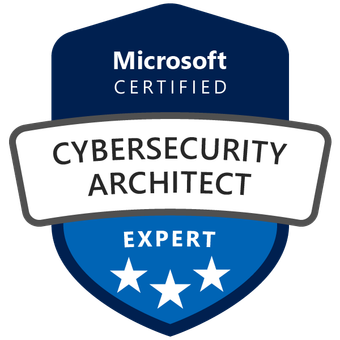 Microsoft
CERTIFIED
CYBERSECURITY
ARCHITECT
EXPERT